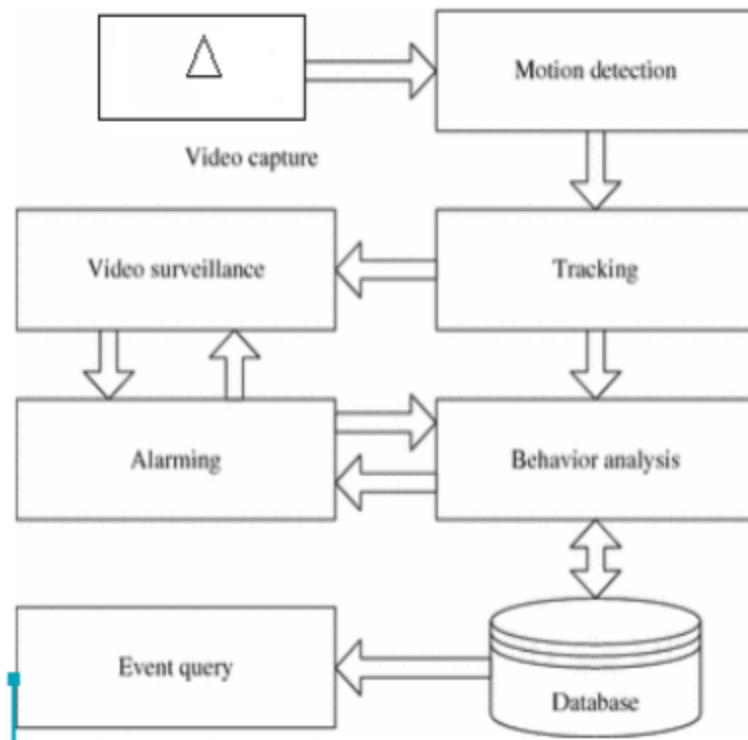 Motion detection
Video capture
Video surveillance
Tracking
Alarming
Behavior analysis
Event query
Database